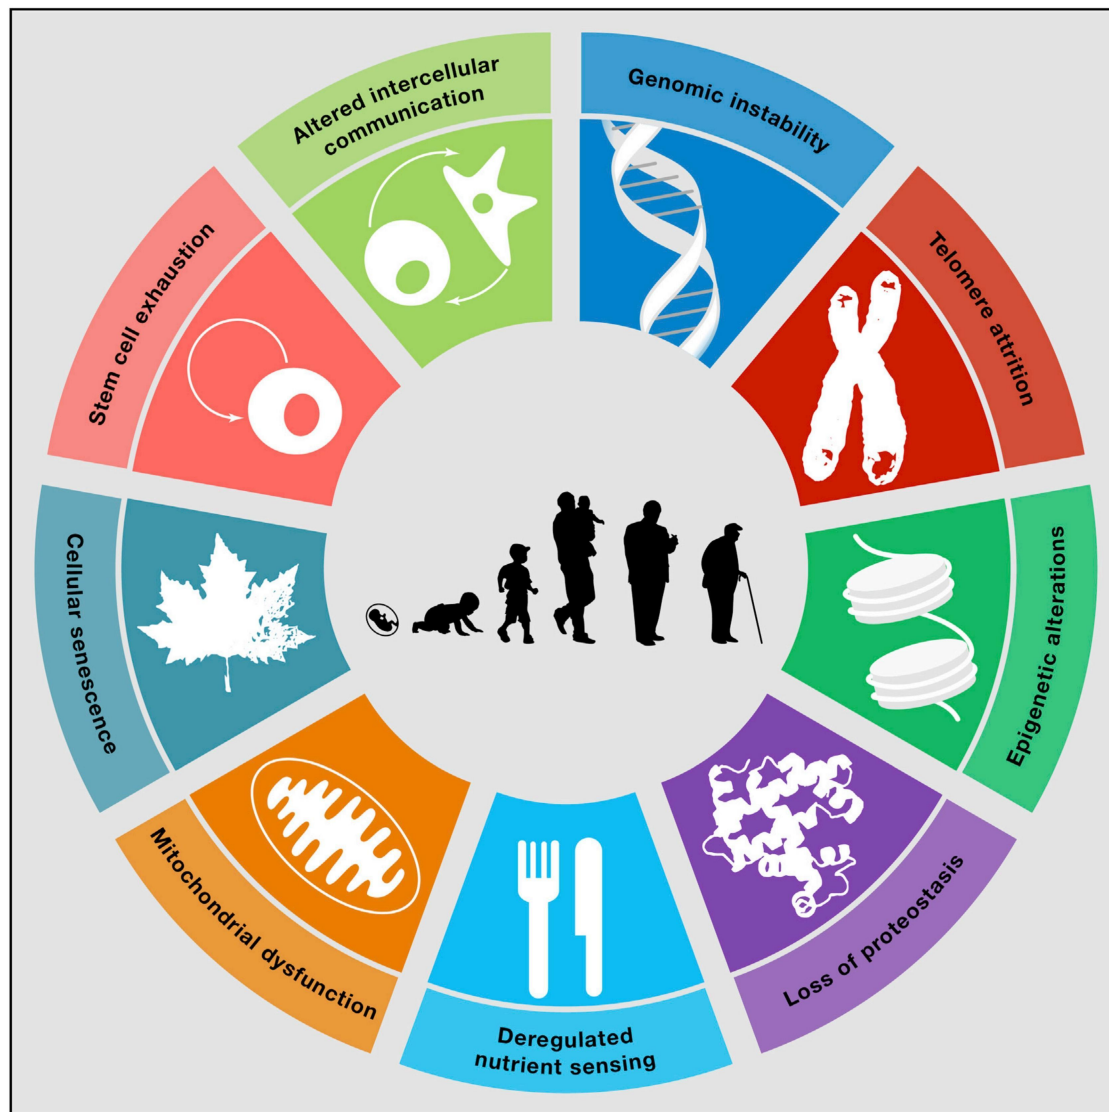 Genomic instability
Telomere attrition
Epigenetic alterations
Loss of proteostasis
Deregulated
nutrient sensing
Mitochondrial dysfunction
Cellular senescence
Stem cell exhaustion
Altered intercellular
communication